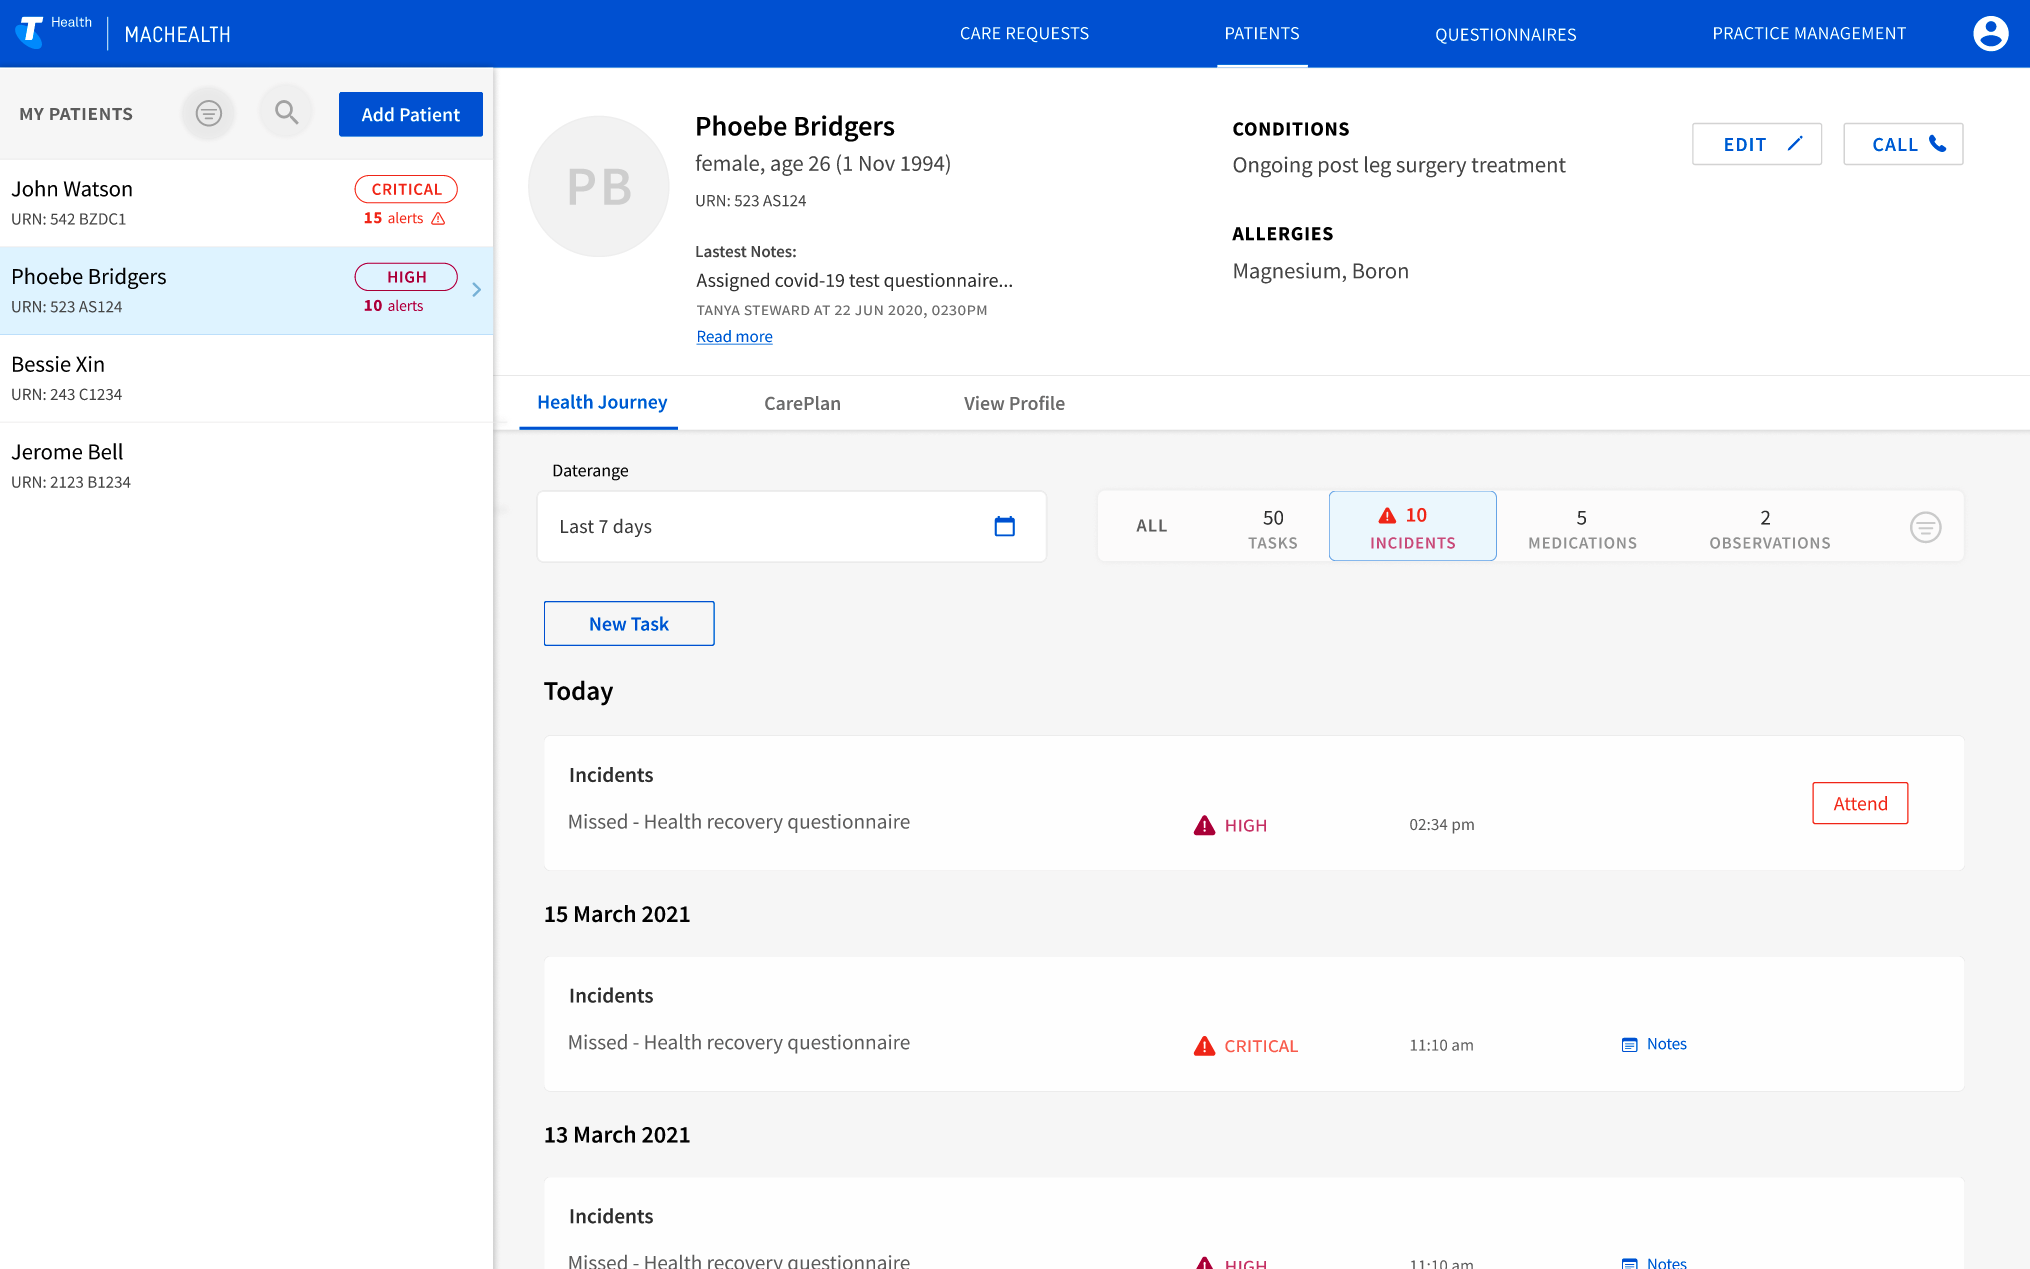 T Health | MACHEALTH
CARE REQUESTS
PATIENTS
QUESTIONNAIRES
PRACTICE MANAGEMENT
MY PATIENTS
Add Patient
John Watson
CRITICAL
URN: 542 BZDC1
15 alerts
Phoebe Bridgers
HIGH
URN: 523 AS124
10 alerts
Bessie Xin
URN: 243 C1234
Jerome Bell
URN: 2123 B1234
PB
Phoebe Bridgers
female, age 26 (1 Nov 1994)
URN: 523 AS124
Lastest Notes:
Assigned covid-19 test questionnaire...
TANYA STEWARD AT 22 JUN 2020, 0230PM
Read more
CONDITIONS
Ongoing post leg surgery treatment
ALLERGIES
Magnesium, Boron
EDIT
CALL
Health Journey
CarePlan
View Profile
Daterange
Last 7 days
ALL
50
TASKS
10
INCIDENTS
5
MEDICATIONS
2
OBSERVATIONS
New Task
Today
Incidents
Missed - Health recovery questionnaire
HIGH
02:34 pm
Attend
15 March 2021
Incidents
Missed - Health recovery questionnaire
CRITICAL
11:10 am
Notes
13 March 2021
Incidents
Missed - Health recovery questionnaire
HIGH
11:10 am
Notes